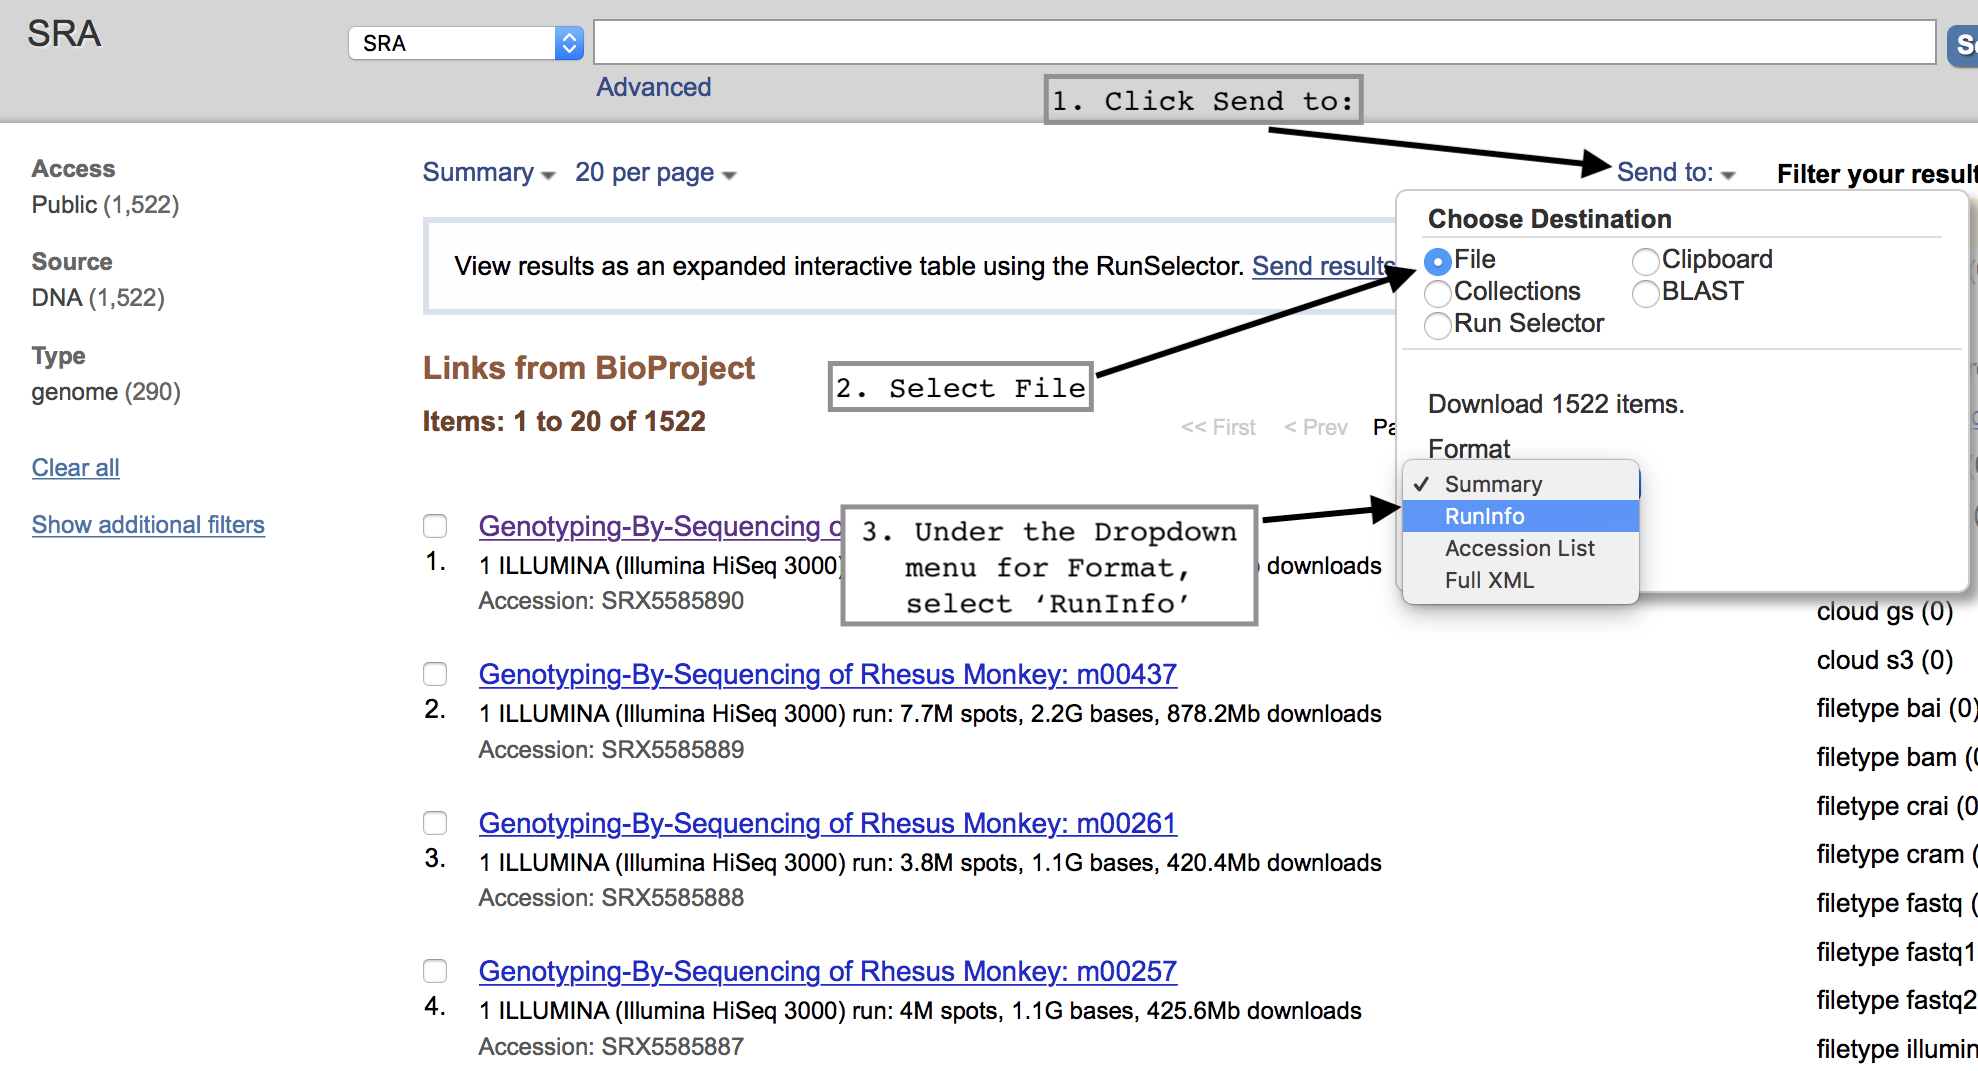 SRA
SRA
Advanced
1. Click Send to:
Access
Public (1,522)
Source
DNA (1,522)
Type
genome (290)
Clear all
Show additional filters
Summary
20 per page
Send to:
Filter your
View results as an expanded interactive table using the RunSelector. Send results
Links from BioProject
Items: 1 to 20 of 1522
2. Select File
<< First < Prev
Choose Destination
File
Clipboard
Collections
BLAST
Run Selector
Download 1522 items.
Format
✓ Summary
RunInfo
Accession List
Full XML
3. Under the Dropdown
menu for Format,
select ‘RunInfo’
Genotyping-By-Sequencing
1. 1 ILLUMINA (Illumina HiSeq 3000) downloads
Accession: SRX5585890
Genotyping-By-Sequencing of Rhesus Monkey: m00437
2. 1 ILLUMINA (Illumina HiSeq 3000) run: 7.7M spots, 2.2G bases, 878.2Mb downloads
Accession: SRX5585889
Genotyping-By-Sequencing of Rhesus Monkey: m00261
3. 1 ILLUMINA (Illumina HiSeq 3000) run: 3.8M spots, 1.1G bases, 420.4Mb downloads
Accession: SRX5585888
Genotyping-By-Sequencing of Rhesus Monkey: m00257
4. 1 ILLUMINA (Illumina HiSeq 3000) run: 4M spots, 1.1G bases, 425.6Mb downloads
Accession: SRX5585887
cloud gs (0)
cloud s3 (0)
filetype bai (0)
filetype bam
filetype crai (0
filetype cram (
filetype fastq (
filetype fastq1
filetype fastq2
filetype